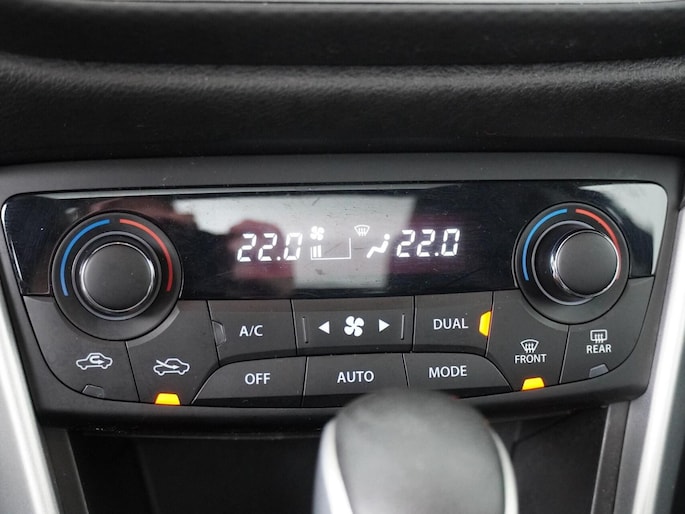 22.0 22.0
A/C DUAL
FRONT REAR
OFF AUTO MODE